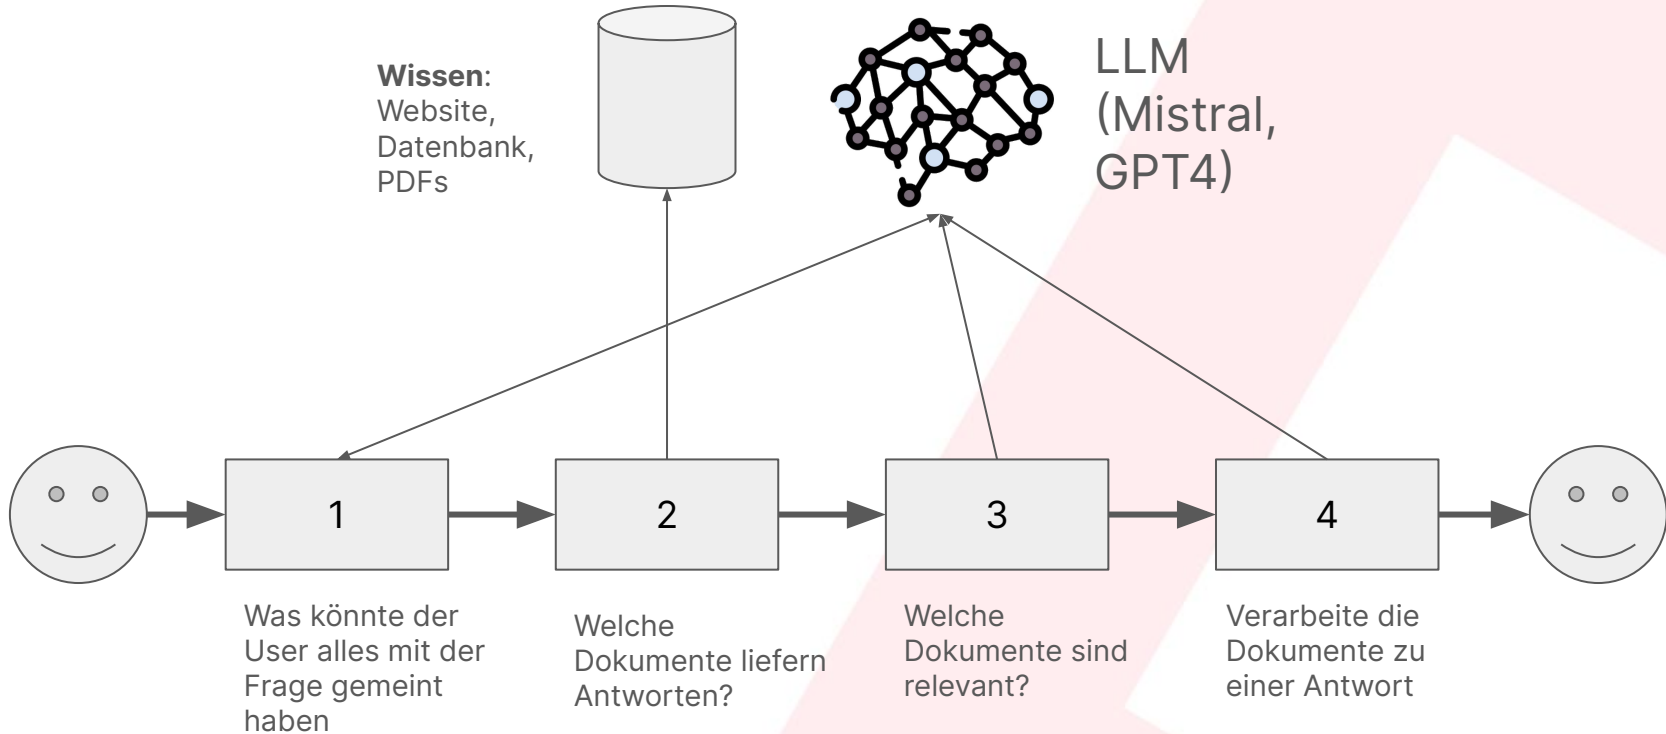 Wissen:
Website,
Datenbank,
PDFs
LLM
(Mistral,
GPT4)
1
2
3
4
Was könnte der
User alles mit der
Frage gemeint
haben
Welche
Dokumente liefern
Antworten?
Welche
Dokumente sind
relevant?
Verarbeite die
Dokumente zu
einer Antwort